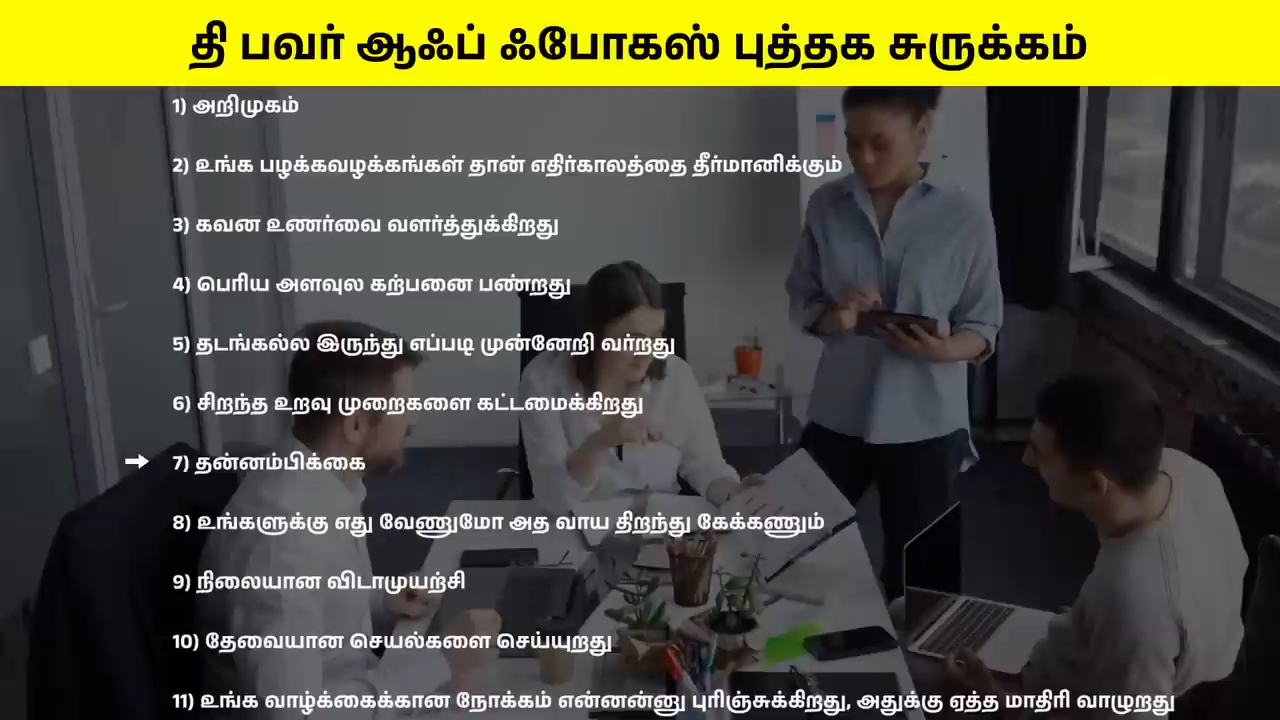 தி பவர் ஆஃப் ஃபோகஸ் புத்தக சுருக்கம்
1) அறிமுகம்
2) உங்க பழக்கவழக்கங்கள் தான் எதிர்காலத்தை தீர்மானிக்கும்
3) கவன உணர்வை வளர்த்துக்கிறது
4) பெரிய அளவுல கற்பனை பண்றது
5) தடங்கல்ல இருந்து எப்படி முன்னேறி வர்றது
6) சிறந்த உறவு முறைகளை கட்டமைக்கிறது
7) தன்னம்பிக்கை
8) உங்களுக்கு எது வேணுமோ அத வாய திறந்து கேக்கணும்
9) நிலையான விடாமுயற்சி
10) தேவையான செயல்களை செய்யுறது
11) உங்க வாழ்க்கைக்கான நோக்கம் என்னன்னு புரிஞ்சுக்கிறது, அதுக்கு ஏத்த மாதிரி வாழுறது